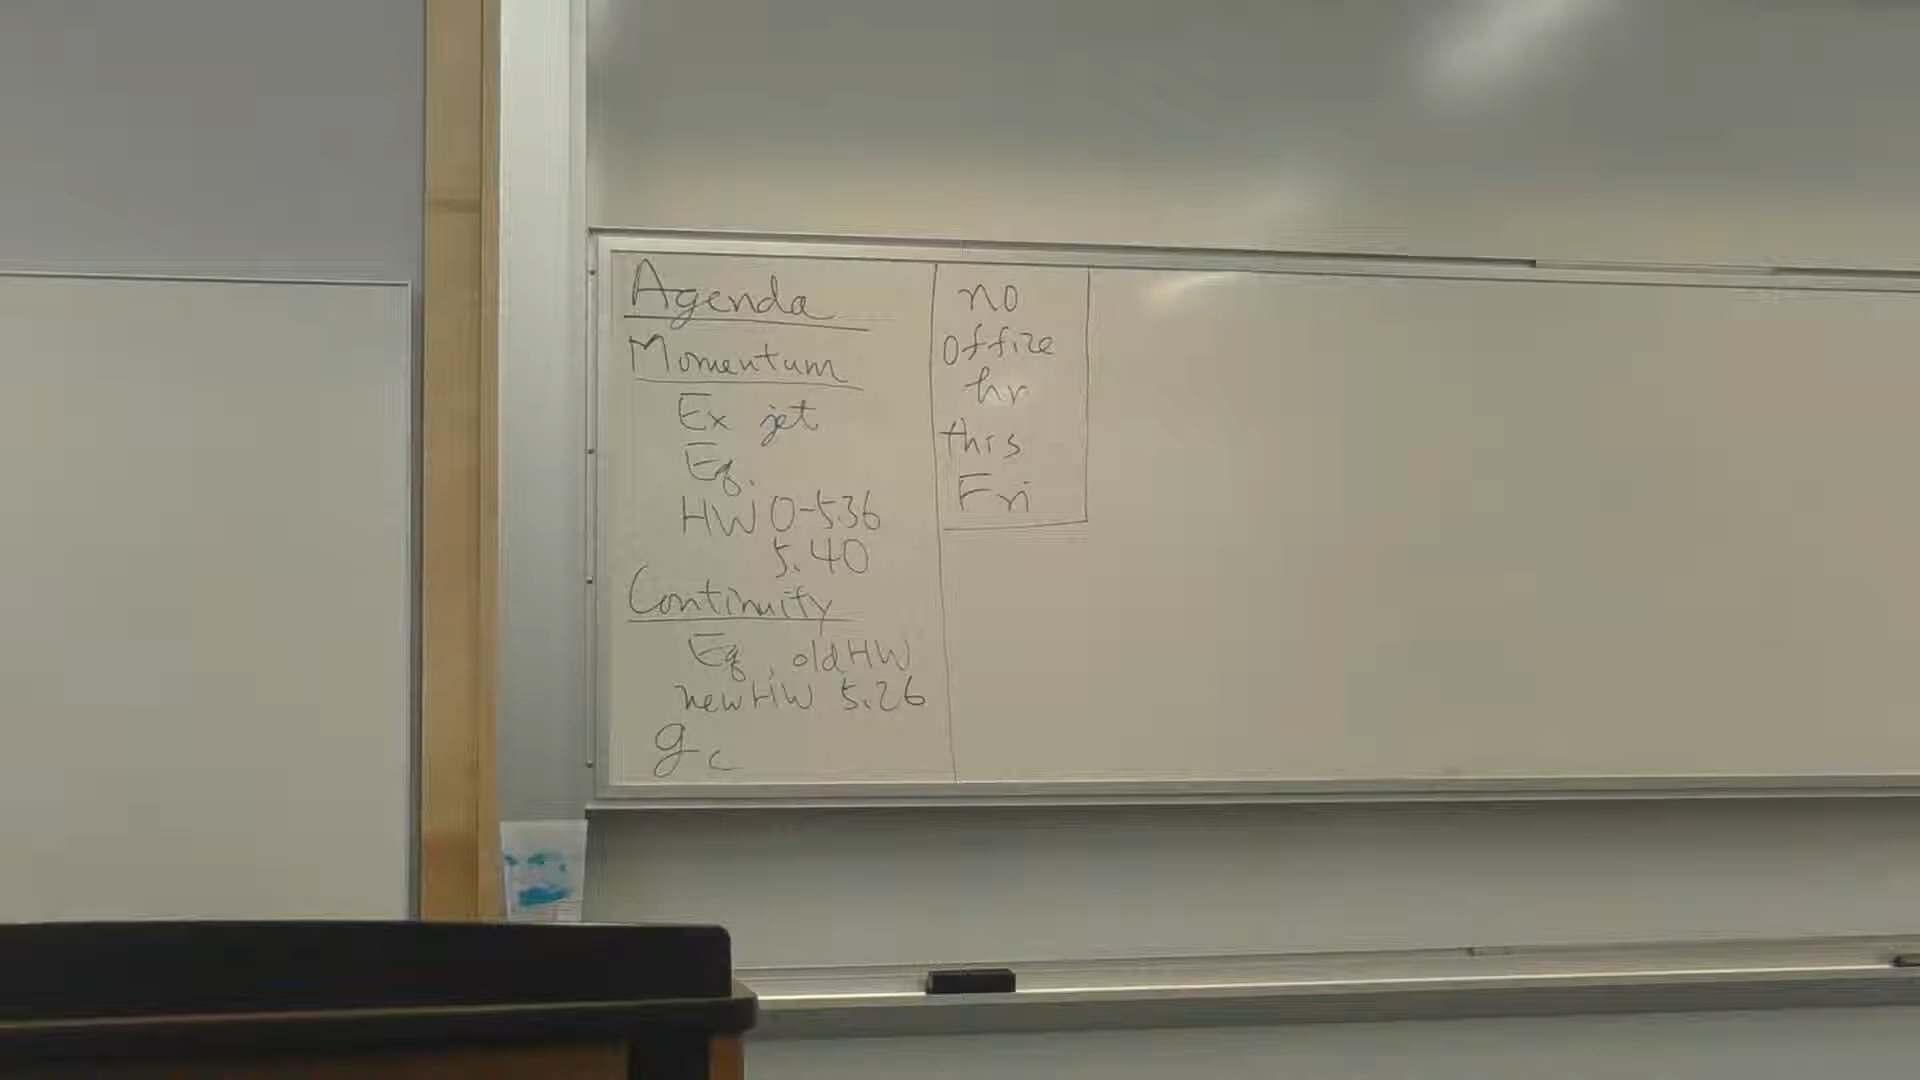 Agenda
Momentum
Ex jet
Eq.
HW 0-5.36
5.40
Continuity
Eq, old HW
new HW 5.26
gc
no
office
hr
this
Fri